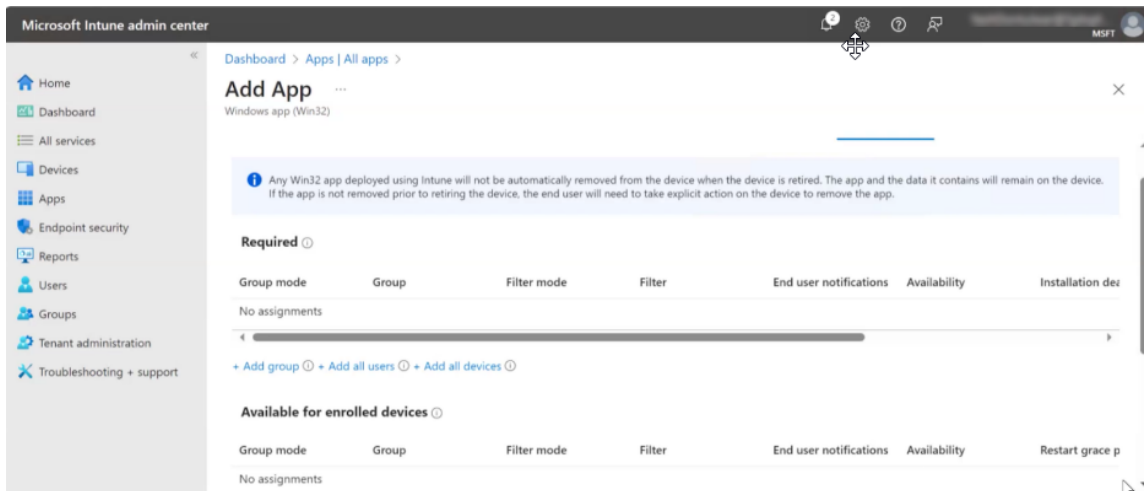 Microsoft Intune admin center
2
MSFT
«
Home
Dashboard
All services
Devices
Apps
Endpoint security
Reports
Users
Groups
Tenant administration
Troubleshooting + support
Dashboard > Apps | All apps >
Add App ...
Windows app (Win32)
Any Win32 app deployed using Intune will not be automatically removed from the device when the device is retired. The app and the data it contains will remain on the device.
If the app is not removed prior to retiring the device, the end user will need to take explicit action on the device to remove the app.
Required
Group mode Group Filter mode Filter End user notifications Availability Installation dea
No assignments
+ Add group + Add all users + Add all devices
Available for enrolled devices
Group mode Group Filter mode Filter End user notifications Availability Restart grace p
No assignments